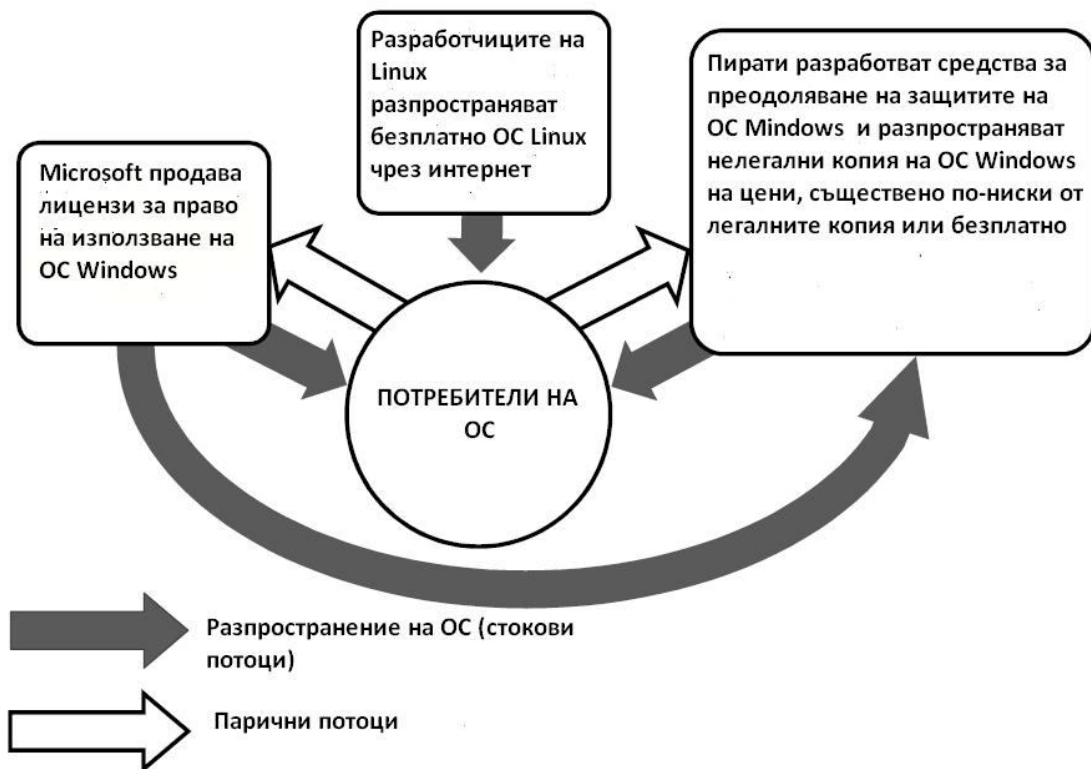 Разработчиците на
Linux
разпространяват
безплатно ОС Linux
чрез интернет
Пирати разработват средства за
преодоляване на защитите на
ОС Mindows и разпространяват
нелегални копия на ОС Windows
на цени, съществено по-ниски от
легалните копия или безплатно
Microsoft продава
лицензи за право
на използване на
ОС Windows
ПОТРЕБИТЕЛИ НА
ОС
Разпространение на ОС (стокови
потоци)
Парични потоци